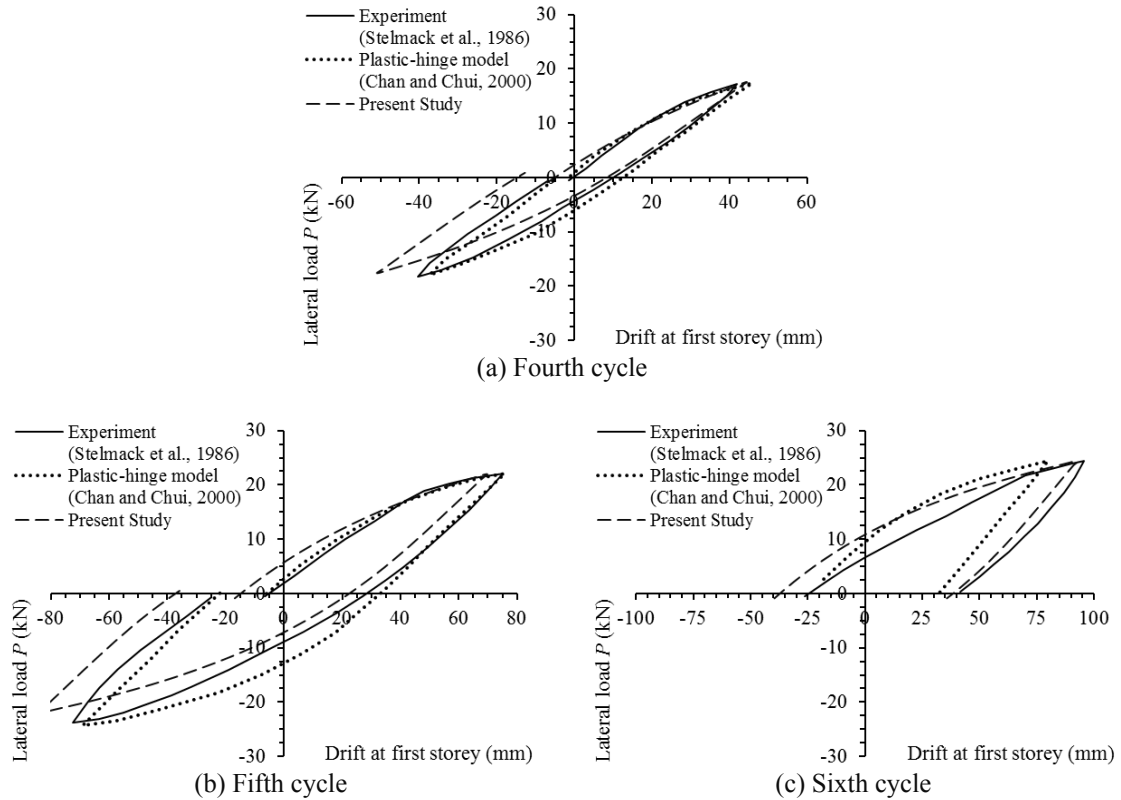 Experiment
(Stelmack et al., 1986)
Plastic-hinge model
(Chan and Chui, 2000)
Present Study
30
20
10
0
-10
-20
-30
-60 -40 -20 0 20 40 60
Lateral load P (kN)
Drift at first storey (mm)
(a) Fourth cycle
Experiment
(Stelmack et al., 1986)
Plastic-hinge model
(Chan and Chui, 2000)
Present Study
30
20
10
0
-10
-20
-30
-80 -60 -40 -20 0 20 40 60 80
Lateral load P (kN)
Drift at first storey (mm)
(b) Fifth cycle
Experiment
(Stelmack et al., 1986)
Plastic-hinge model
(Chan and Chui, 2000)
Present Study
30
20
10
0
-10
-20
-30
-100 -75 -50 -25 0 25 50 75 100
Lateral load P (kN)
Drift at first storey (mm)
(c) Sixth cycle